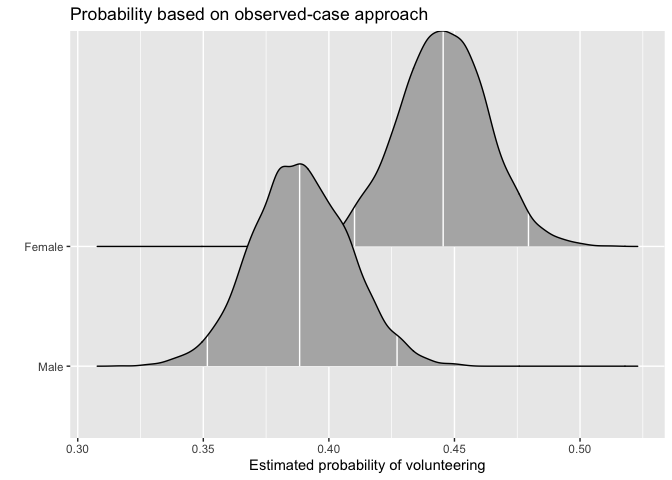 Probability based on observed-case approach
Female
Male
0.30 0.35 0.40 0.45 0.50
Estimated probability of volunteering